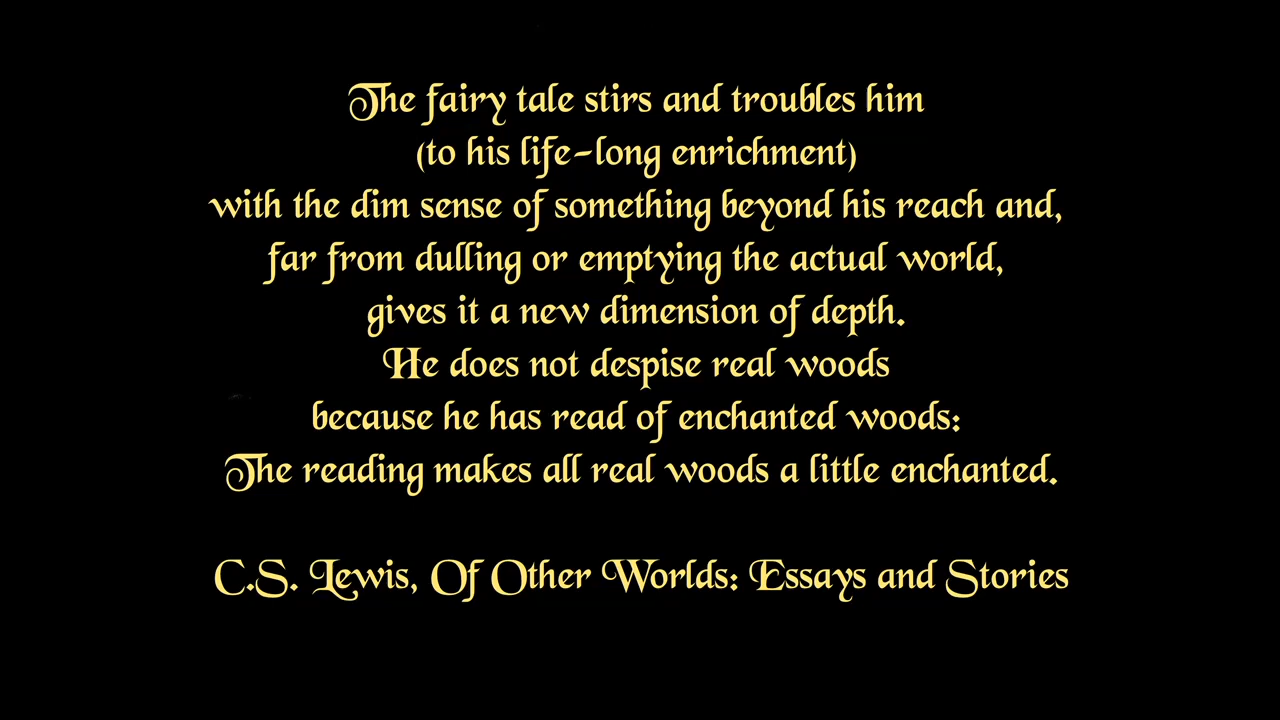 The fairy tale stirs and troubles him
(to his life-long enrichment)
with the dim sense of something beyond his reach and,
far from dulling or emptying the actual world,
gives it a new dimension of depth.
He does not despise real woods
because he has read of enchanted woods:
The reading makes all real woods a little enchanted.
C.S. Lewis, Of Other Worlds: Essays and Stories